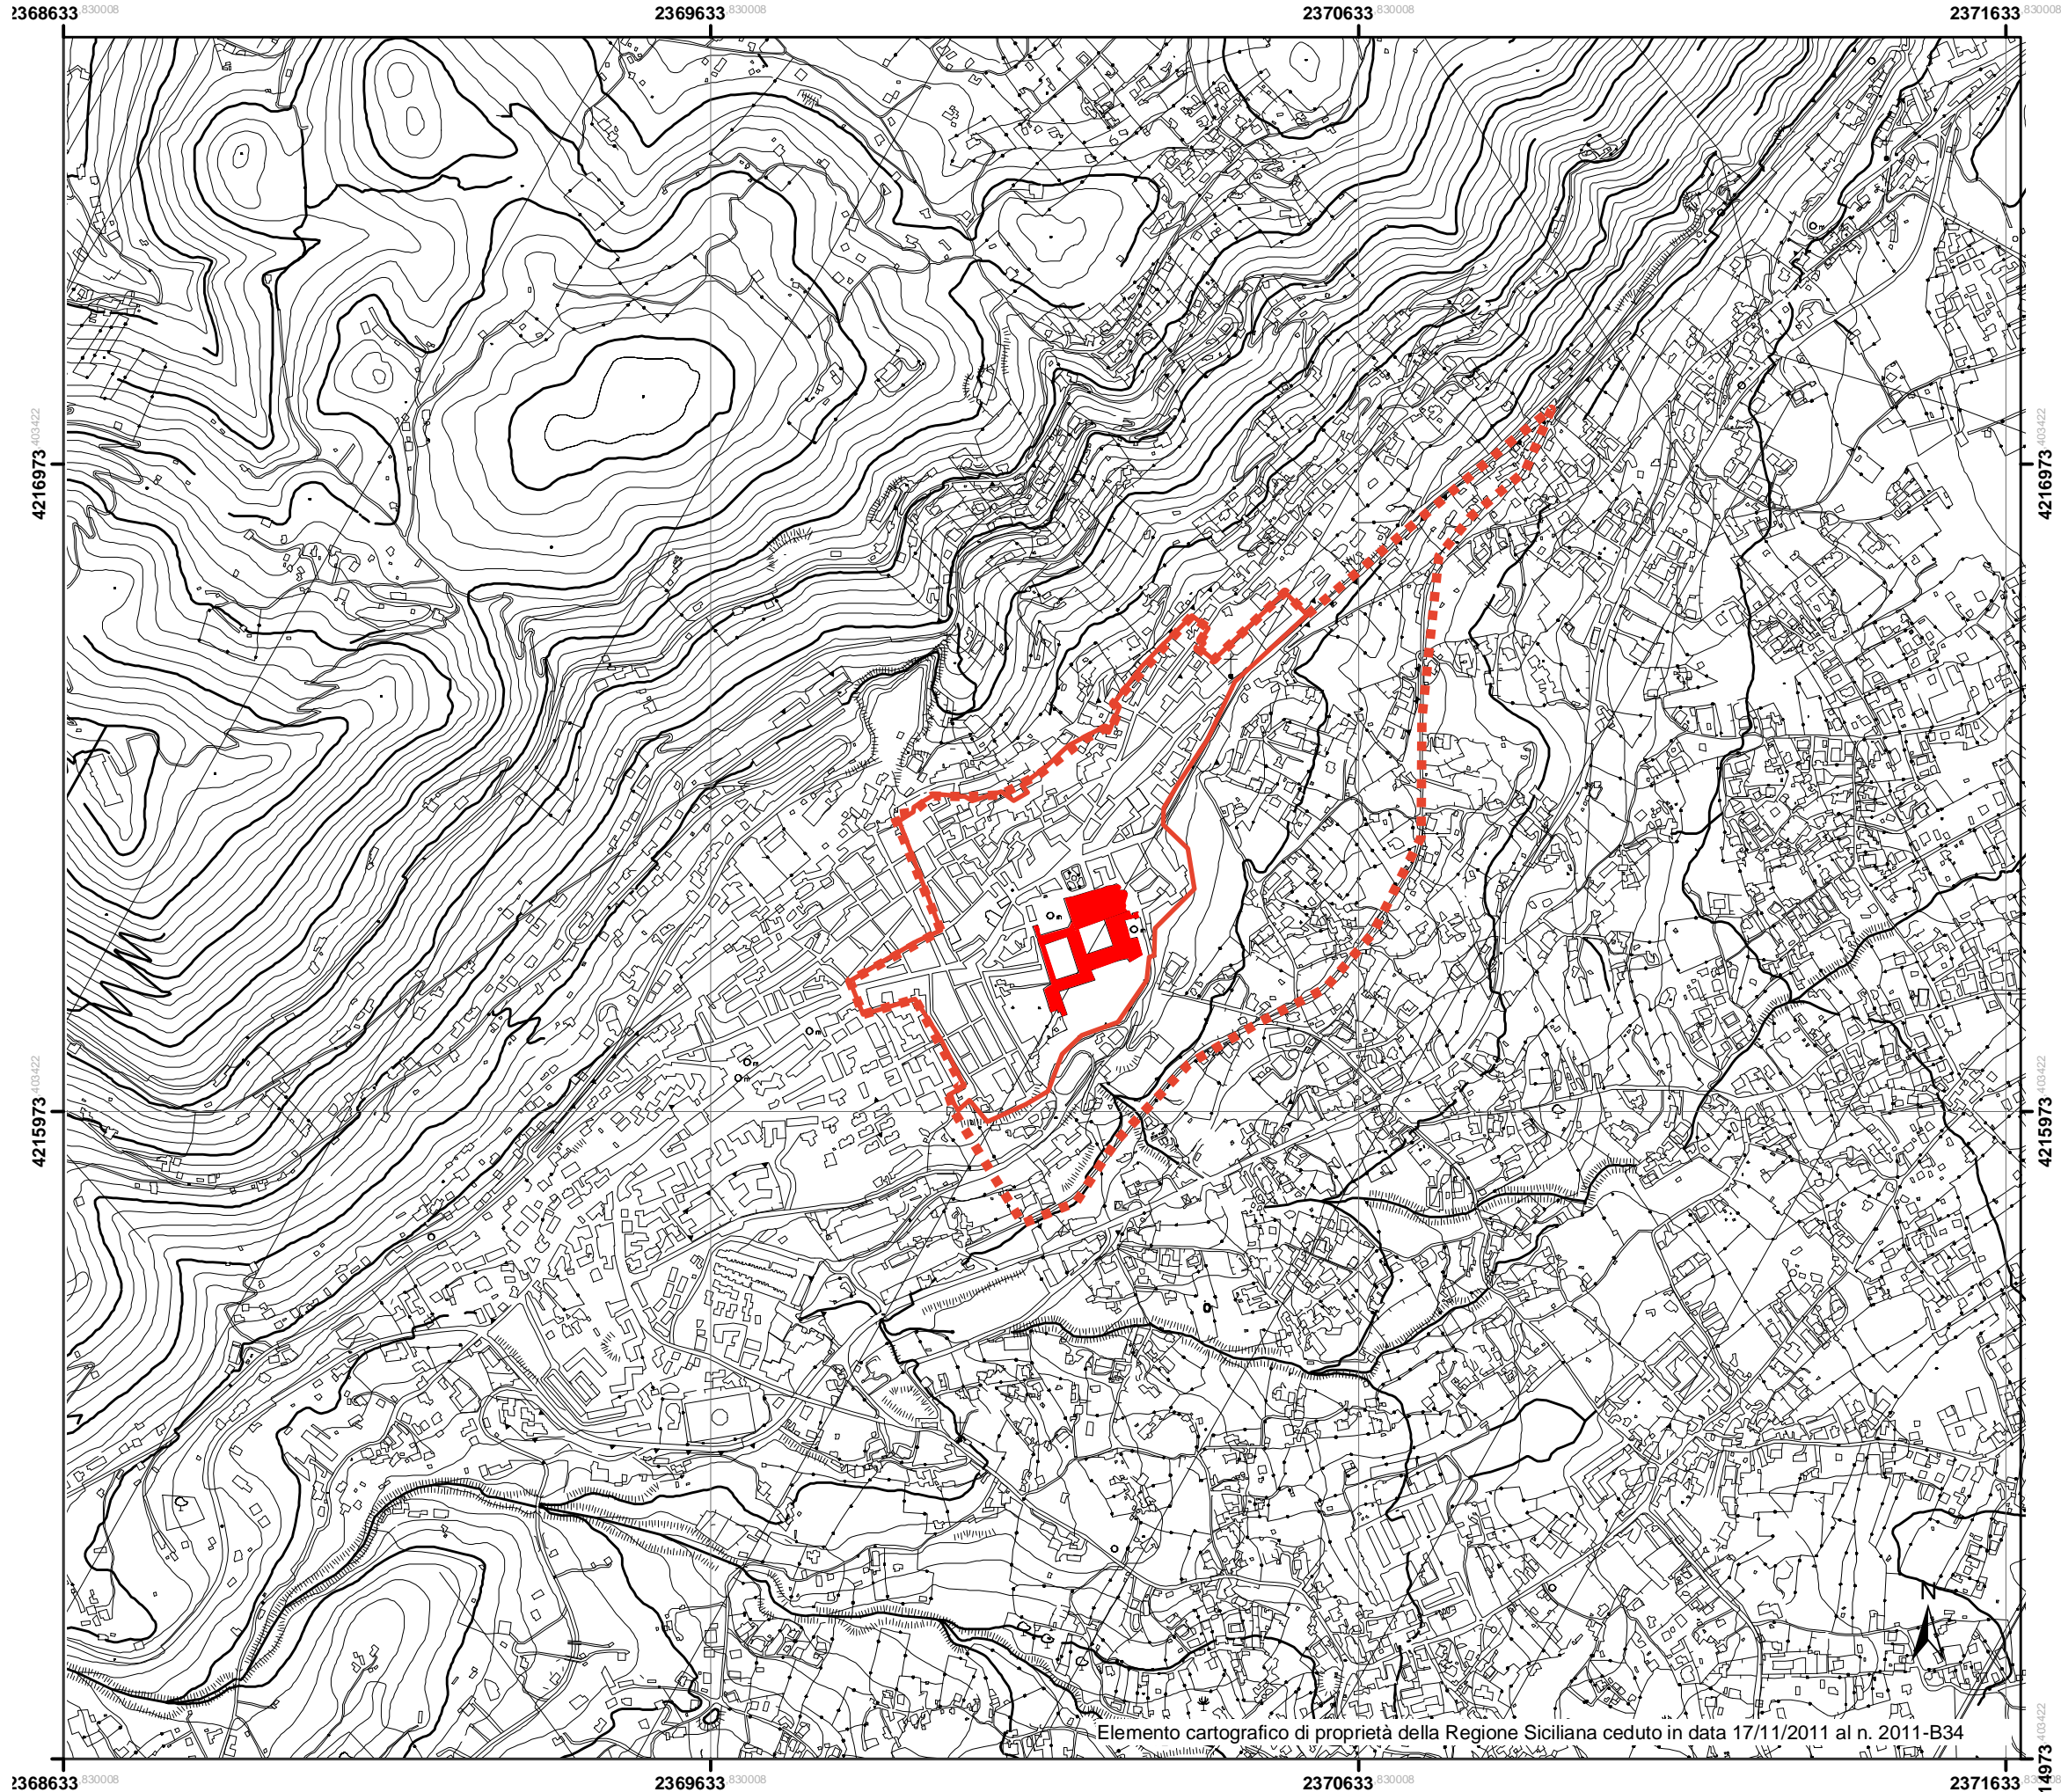 2368633,830008 2369633,830008 2370633,830008 2371633,830008
4216973,403422 4216973,403422
4215973,403422 4215973,403422
N
Elemento cartografico di proprietà della Regione Siciliana ceduto in data 17/11/2011 al n. 2011-B34
14973,403422
2368633,830008 2369633,830008 2370633,830008 2371633,830008